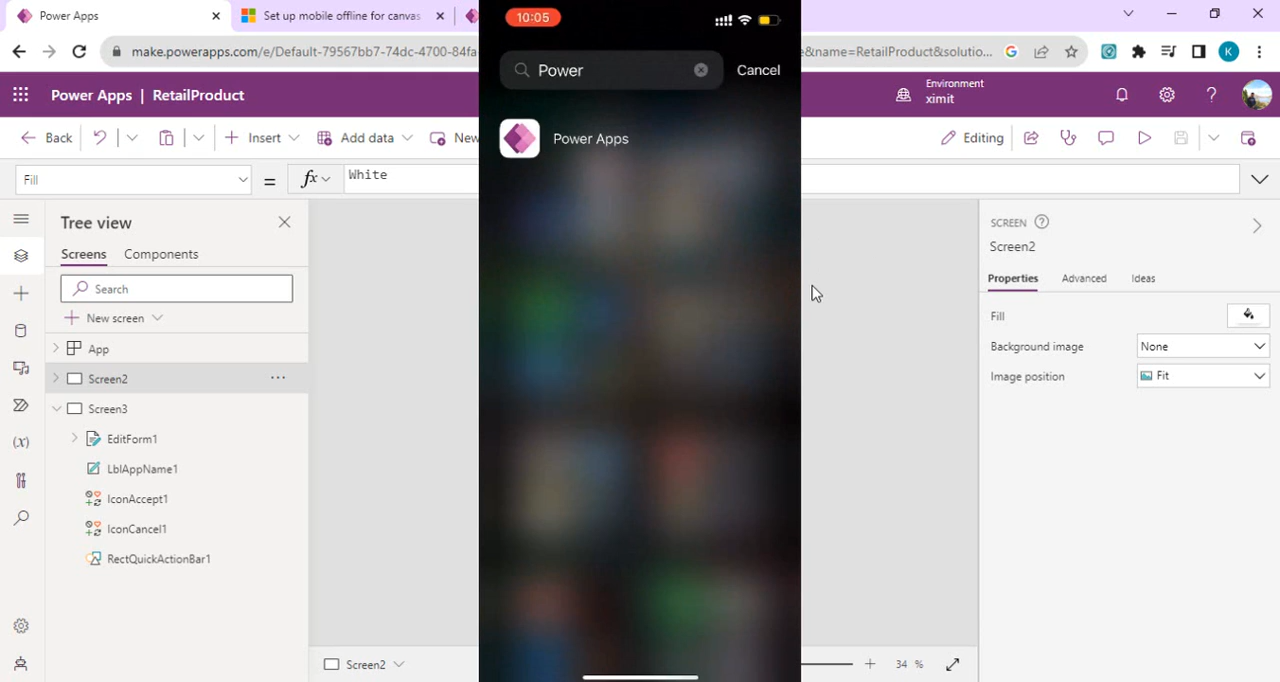 Power Apps
Set up mobile offline for canvas
make.powerapps.com/e/Default-79567bb7-74dc-4700-84fa-
e&name=RetailProduct&solutio...
K
Power Apps | RetailProduct
Environment
ximit
Back
Insert
Add data
New
Editing
Fill
=
fx
White
Tree view
Screens
Components
Search
New screen
App
Screen2
Screen3
EditForm1
LblAppName1
IconAccept1
IconCancel1
RectQuickActionBar1
(x)
10:05
Power
Cancel
Power Apps
SCREEN
Screen2
Properties
Advanced
Ideas
Fill
Background image
None
Image position
Fit
Screen2
34 %